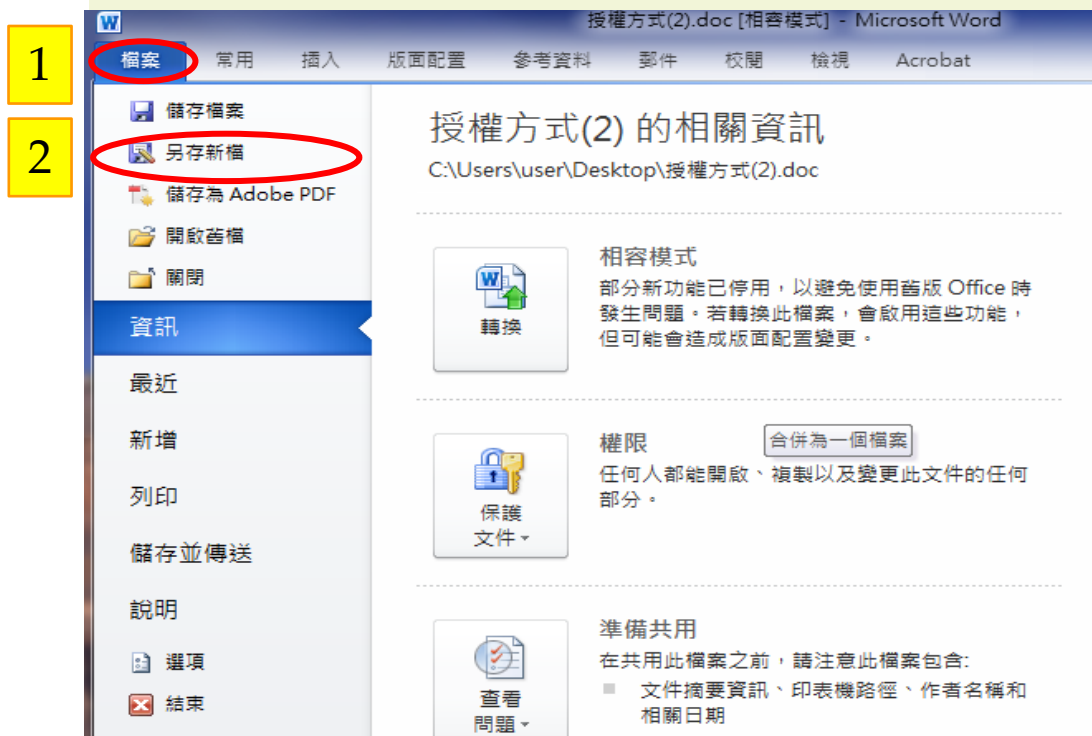 授權方式(2).doc [相容模式] - Microsoft Word
1
檔案 常用 插入 版面配置 參考資料 郵件 校閱 檢視 Acrobat
儲存檔案
2
另存新檔
儲存為 Adobe PDF
開啟舊檔
關閉
資訊
最近
新增
列印
儲存並傳送
說明
選項
結束
授權方式(2) 的相關資訊
C:\Users\user\Desktop\授權方式(2).doc
轉換
相容模式
部分新功能已停用，以避免使用舊版 Office 時
發生問題。若轉換此檔案，會啟用這些功能，
但可能會造成版面配置變更。
保護
文件
權限
合併為一個檔案
任何人都能開啟、複製以及變更此文件的任何
部分。
查看
問題
準備共用
在共用此檔案之前，請注意此檔案包含:
文件摘要資訊、印表機路徑、作者名稱和
相關日期